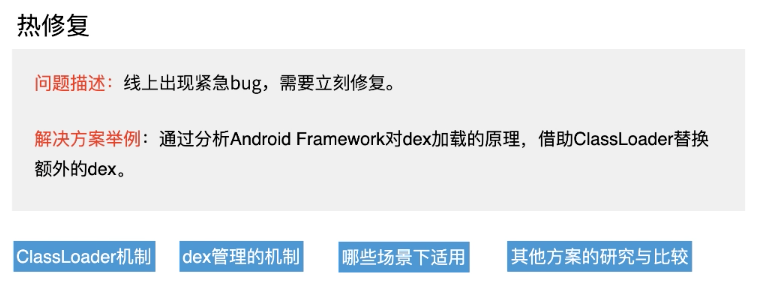 热修复
问题描述：线上出现紧急bug，需要立刻修复。
解决方案举例：通过分析Android Framework对dex加载的原理，借助ClassLoader替换
额外的dex。
ClassLoader机制
dex管理的机制
哪些场景下适用
其他方案的研究与比较